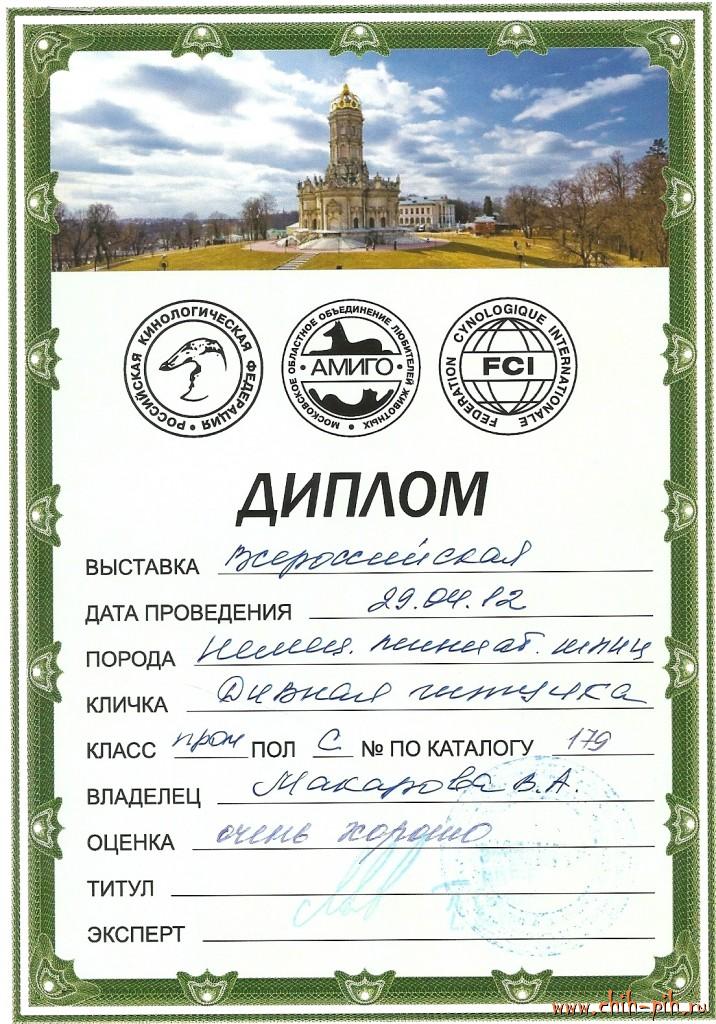 РОССИЙСКАЯ КИНОЛОГИЧЕСКАЯ ФЕДЕРАЦИЯ •
МОСКОВСКОЕ ОБЛАСТНОЕ ОБЪЕДИНЕНИЕ ЛЮБИТЕЛЕЙ ЖИВОТНЫХ •
• АМИГО •
FEDERATION CYNOLOGIQUE INTERNATIONALE
FCI
ДИПЛОМ
ВЫСТАВКА Всероссийская
ДАТА ПРОВЕДЕНИЯ 29.04.12
ПОРОДА Немец. миниат. шпиц
КЛИЧКА Дивная штучка
КЛАСС пром ПОЛ С № ПО КАТАЛОГУ 179
ВЛАДЕЛЕЦ Макарова В.А.
ОЦЕНКА очень хорошо
ТИТУЛ
ЭКСПЕРТ
www.chih-pih.ru